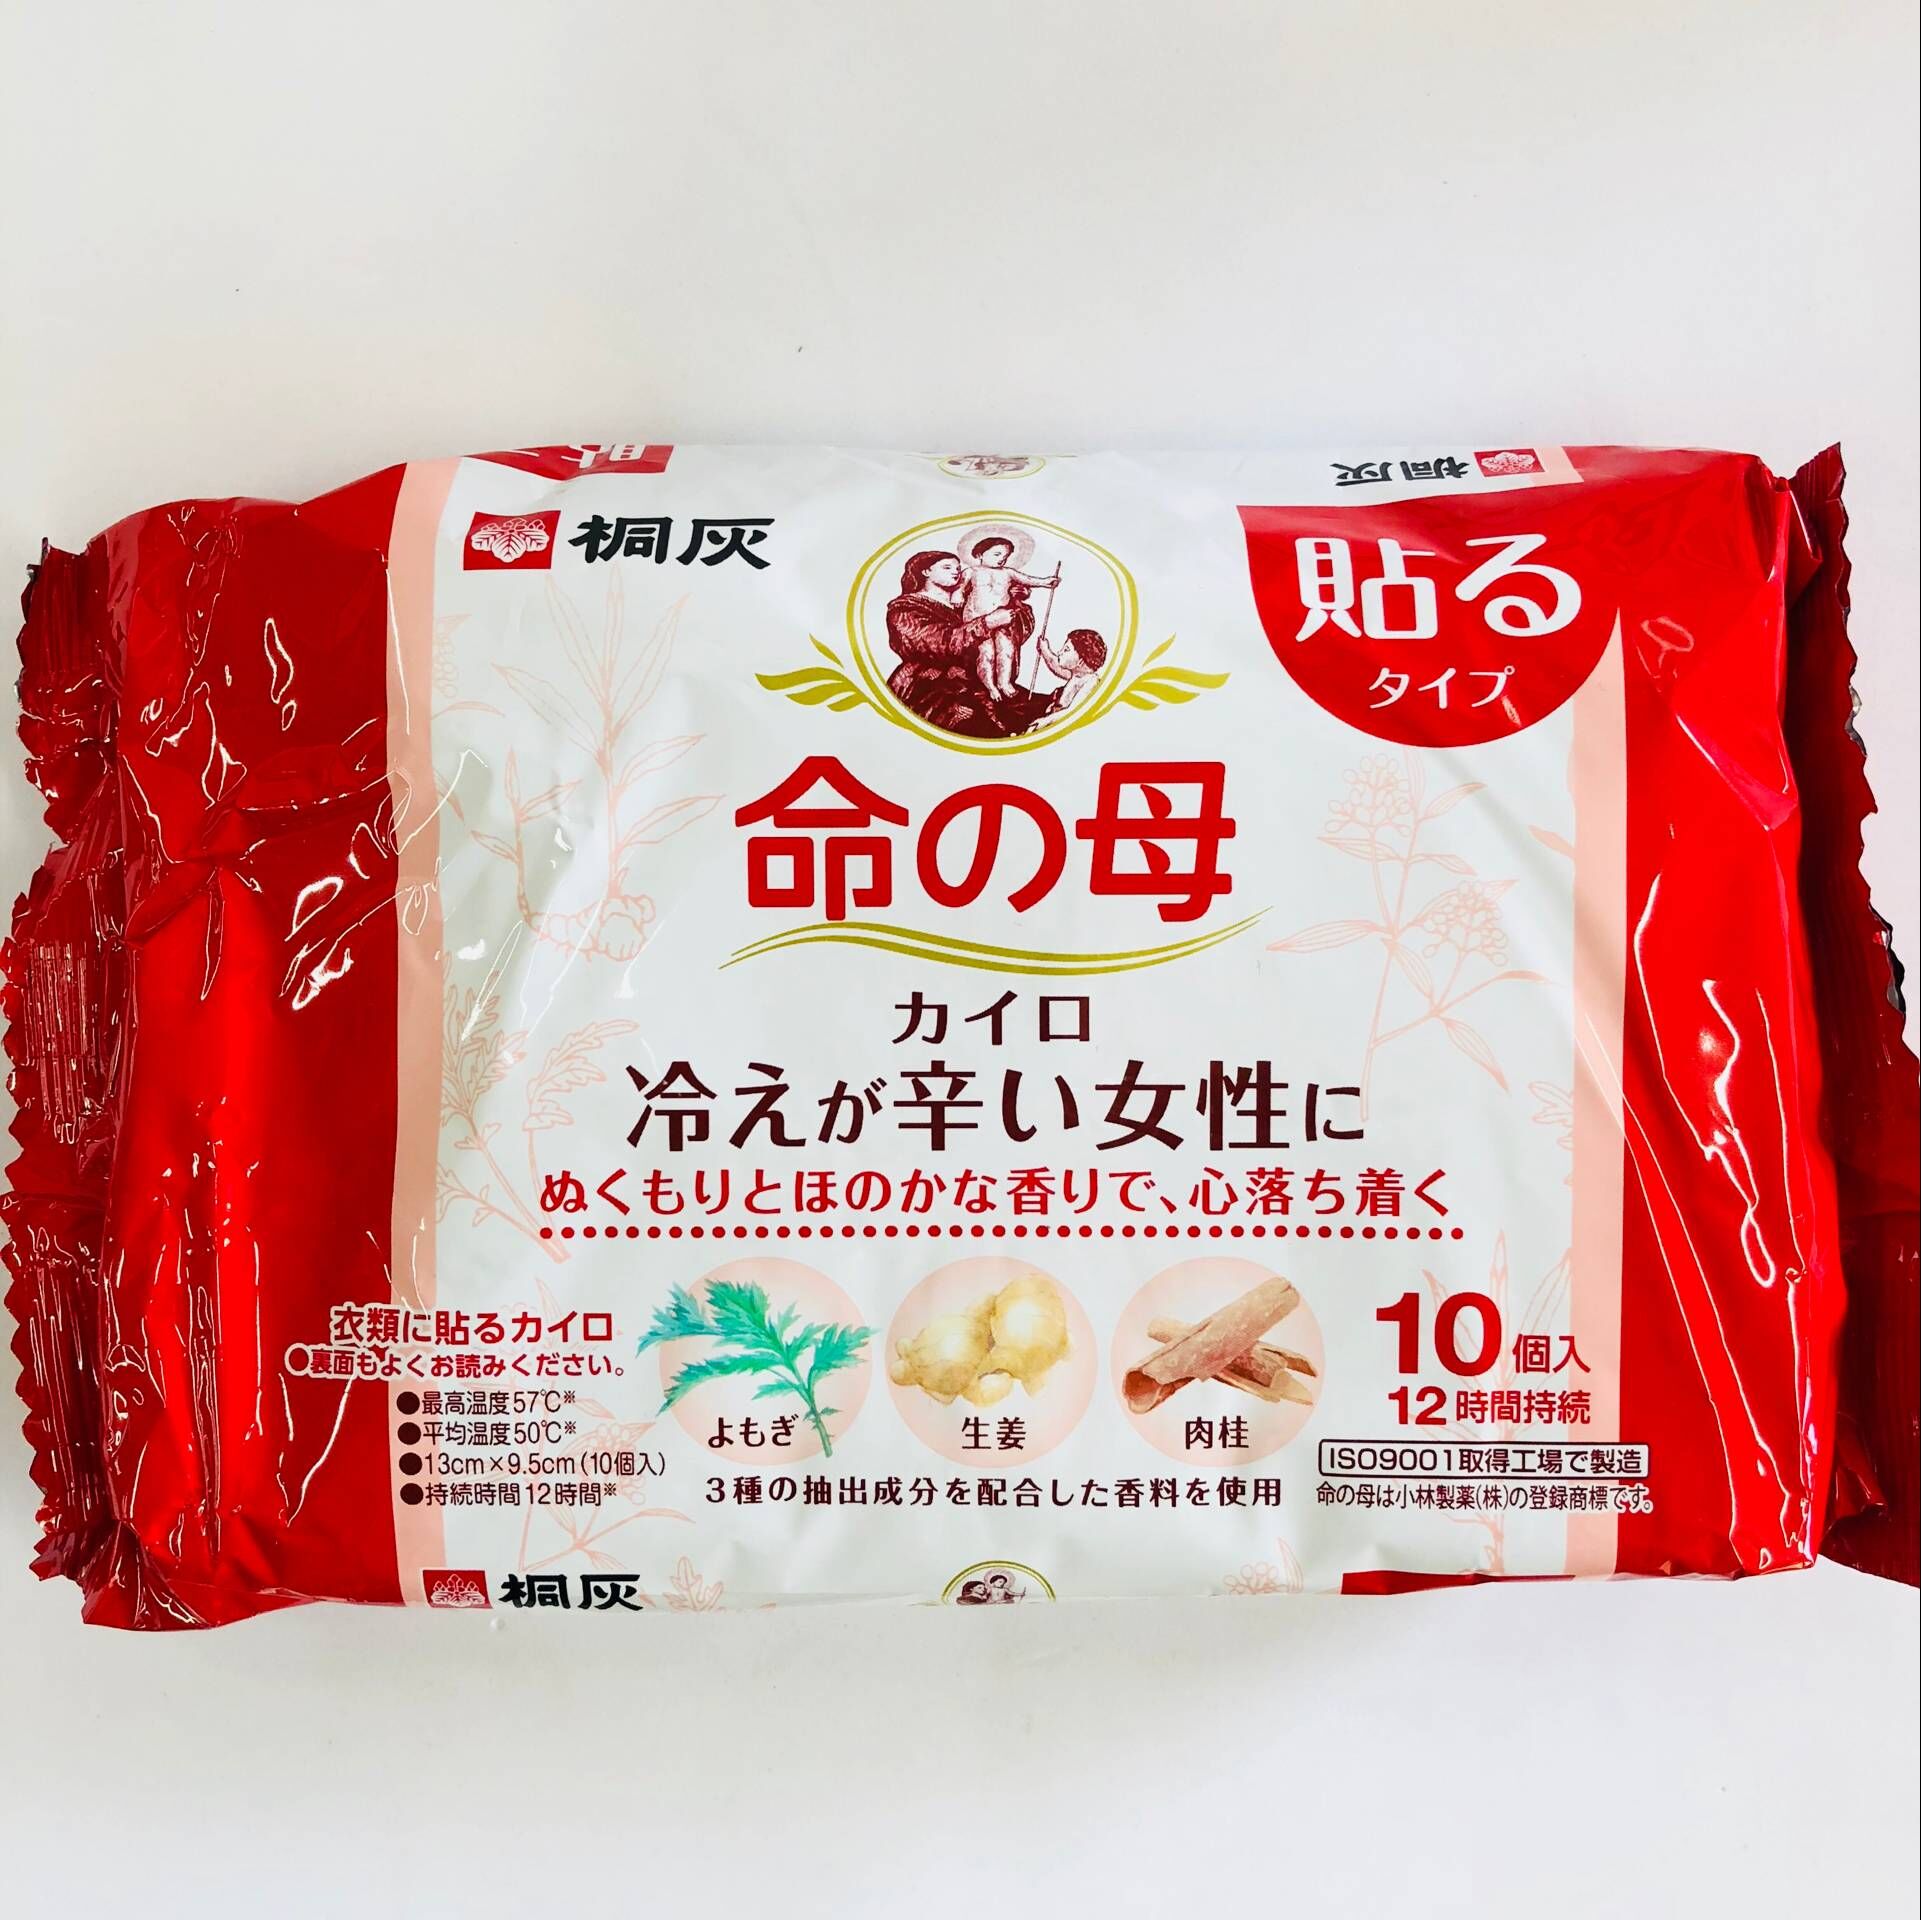 桐灰
桐灰
貼る
タイプ
命の母
カイロ
冷えが辛い女性に
ぬくもりとほのかな香りで、心落ち着く
衣類に貼るカイロ
●裏面もよくお読みください。
●最高温度57℃※
●平均温度50℃※
●13cm×9.5cm(10個入)
●持続時間12時間※
よもぎ
生姜
肉桂
3種の抽出成分を配合した香料を使用
10個入
12時間持続
ISO9001取得工場で製造
命の母は小林製薬(株)の登録商標です。
桐灰